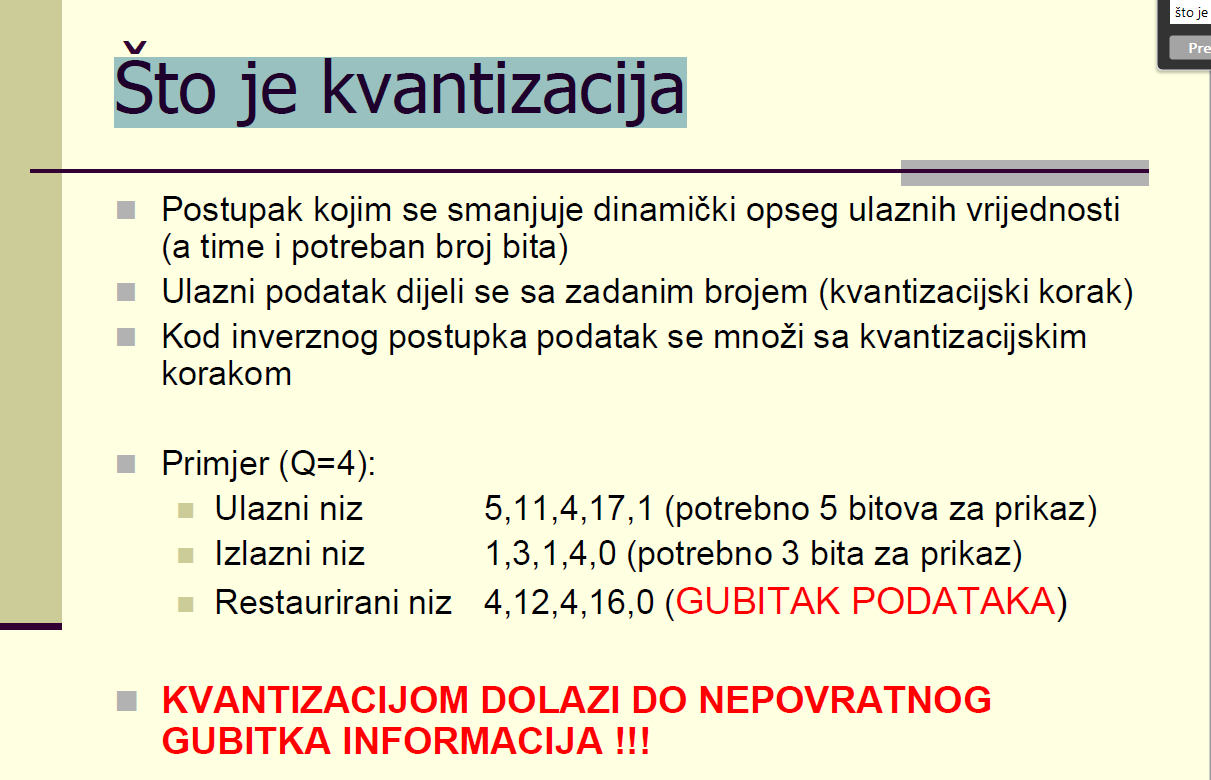 što je
Pre
Što je kvantizacija
Postupak kojim se smanjuje dinamički opseg ulaznih vrijednosti
(a time i potreban broj bita)
Ulazni podatak dijeli se sa zadanim brojem (kvantizacijski korak)
Kod inverznog postupka podatak se množi sa kvantizacijskim
korakom
Primjer (Q=4):
Ulazni niz 5,11,4,17,1 (potrebno 5 bitova za prikaz)
Izlazni niz 1,3,1,4,0 (potrebno 3 bita za prikaz)
Restaurirani niz 4,12,4,16,0 (GUBITAK PODATAKA)
KVANTIZACIJOM DOLAZI DO NEPOVRATNOG
GUBITKA INFORMACIJA !!!